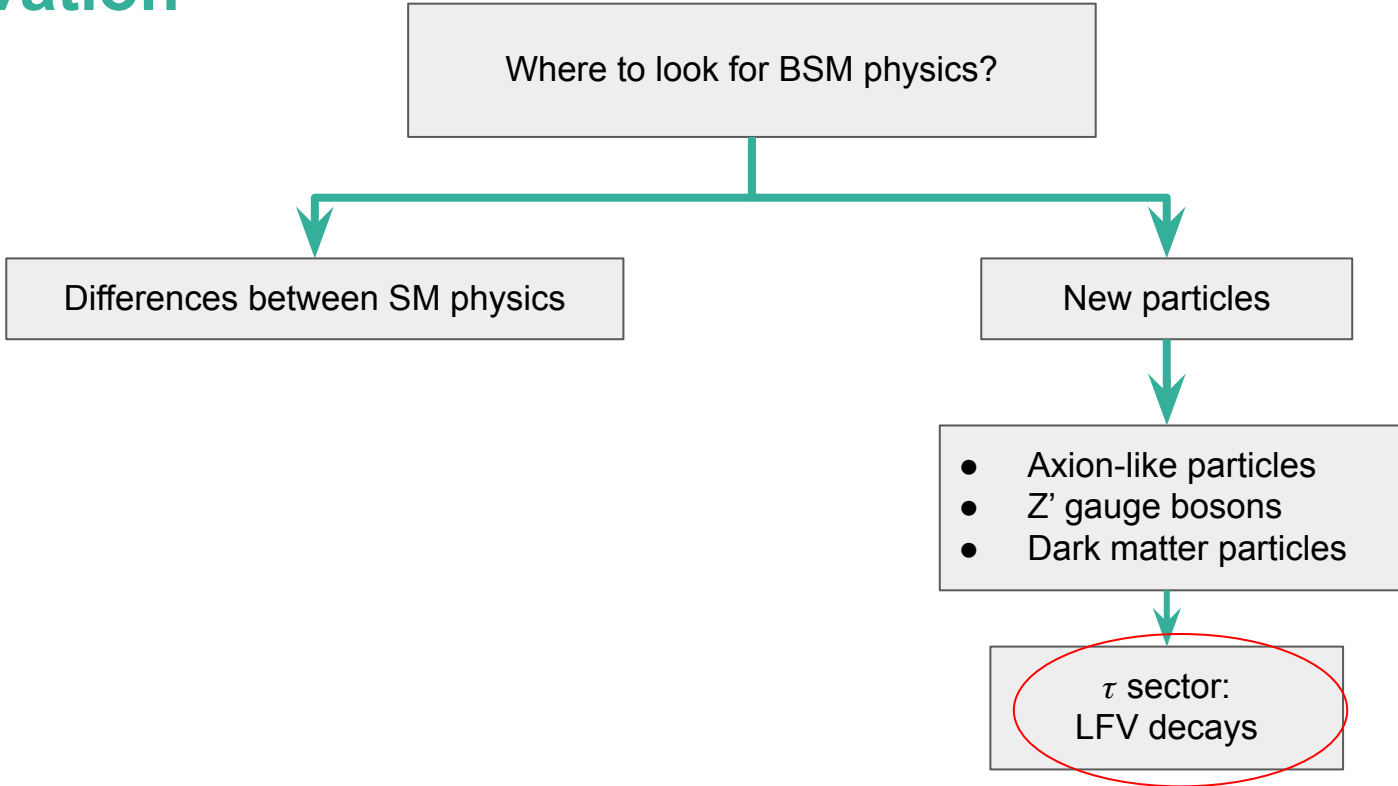 Where to look for BSM physics?
Differences between SM physics
New particles
● Axion-like particles
● Z’ gauge bosons
● Dark matter particles
𝜏 sector:
LFV decays